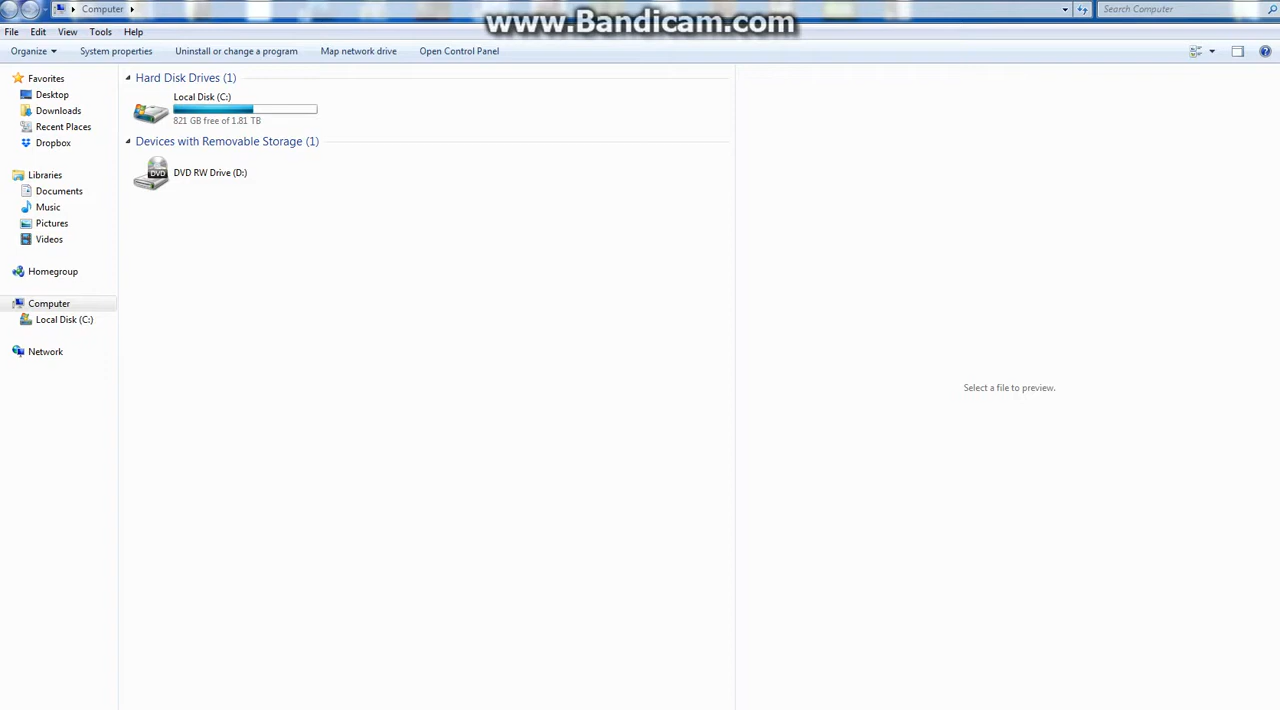 Computer
www.Bandicam.com
Search Computer
File Edit View Tools Help
Organize System properties Uninstall or change a program Map network drive Open Control Panel
Favorites
Desktop
Downloads
Recent Places
Dropbox
Libraries
Documents
Music
Pictures
Videos
Homegroup
Computer
Local Disk (C:)
Network
Hard Disk Drives (1)
Local Disk (C:)
821 GB free of 1.81 TB
Devices with Removable Storage (1)
DVD
DVD RW Drive (D:)
Select a file to preview.